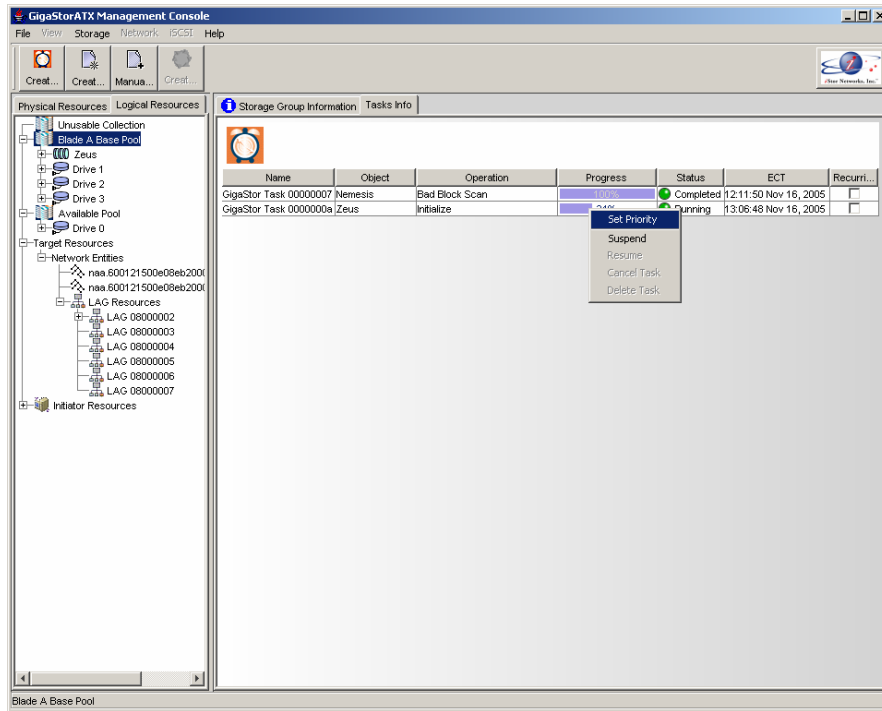 GigaStorATX Management Console
File View Storage Network iSCSI Help
Creat... Creat... Manua... Creat...
iStor Networks, Inc.
Physical Resources Logical Resources
Storage Group Information Tasks Info
Unusable Collection
Blade A Base Pool
Zeus
Drive 1
Drive 2
Drive 3
Available Pool
Drive 0
Target Resources
Network Entities
naa.600121500e08eb200(
naa.600121500e08eb200(
LAG Resources
LAG 08000002
LAG 08000003
LAG 08000004
LAG 08000005
LAG 08000006
LAG 08000007
Initiator Resources
Name Object Operation Progress Status ECT Recurri...
GigaStor Task 00000007 Nemesis Bad Block Scan 100% Completed 12:11:50 Nov 16, 2005
GigaStor Task 0000000a Zeus Initialize Running 13:06:48 Nov 16, 2005
Set Priority
Suspend
Resume
Cancel Task
Delete Task
Blade A Base Pool